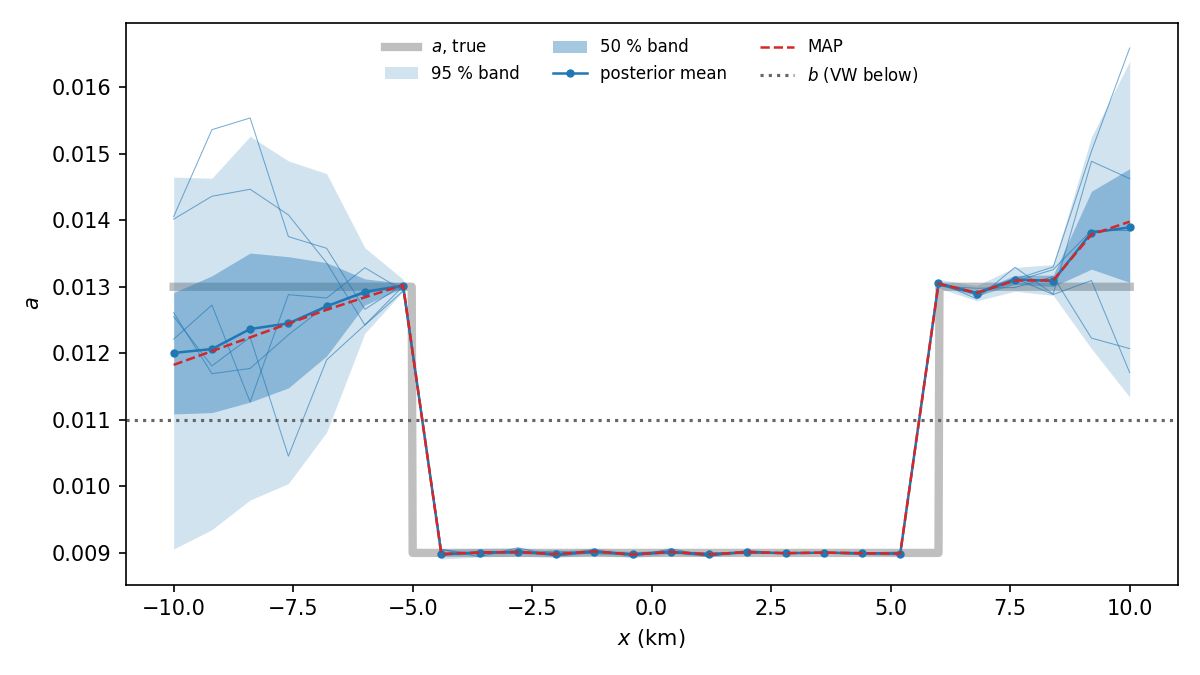 a, true
95 % band
50 % band
posterior mean
MAP
b (VW below)
0.016
0.015
0.014
0.013
0.012
0.011
0.010
0.009
a
−10.0 −7.5 −5.0 −2.5 0.0 2.5 5.0 7.5 10.0
x (km)